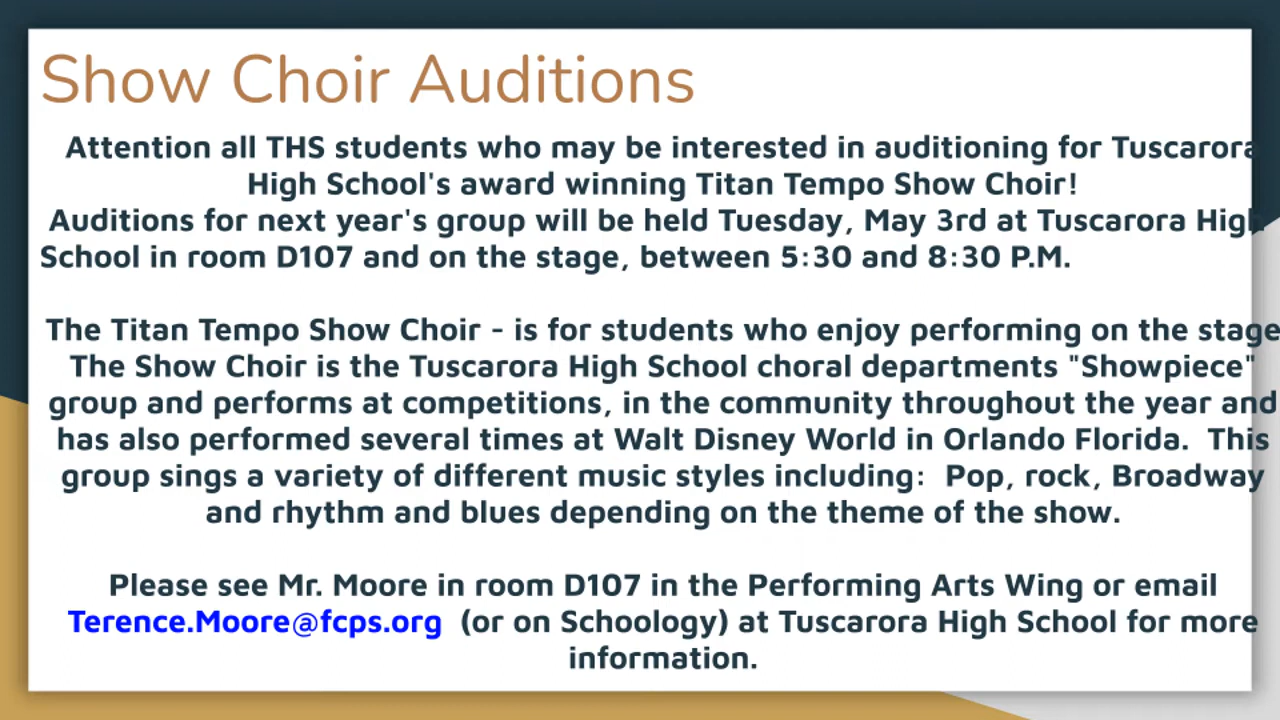 Show Choir Auditions
Attention all THS students who may be interested in auditioning for Tuscarora
High School's award winning Titan Tempo Show Choir!
Auditions for next year's group will be held Tuesday, May 3rd at Tuscarora High
School in room D107 and on the stage, between 5:30 and 8:30 P.M.
The Titan Tempo Show Choir - is for students who enjoy performing on the stage
The Show Choir is the Tuscarora High School choral departments "Showpiece"
group and performs at competitions, in the community throughout the year and
has also performed several times at Walt Disney World in Orlando Florida.  This
group sings a variety of different music styles including:  Pop, rock, Broadway
and rhythm and blues depending on the theme of the show.
Please see Mr. Moore in room D107 in the Performing Arts Wing or email
Terence.Moore@fcps.org  (or on Schoology) at Tuscarora High School for more
information.